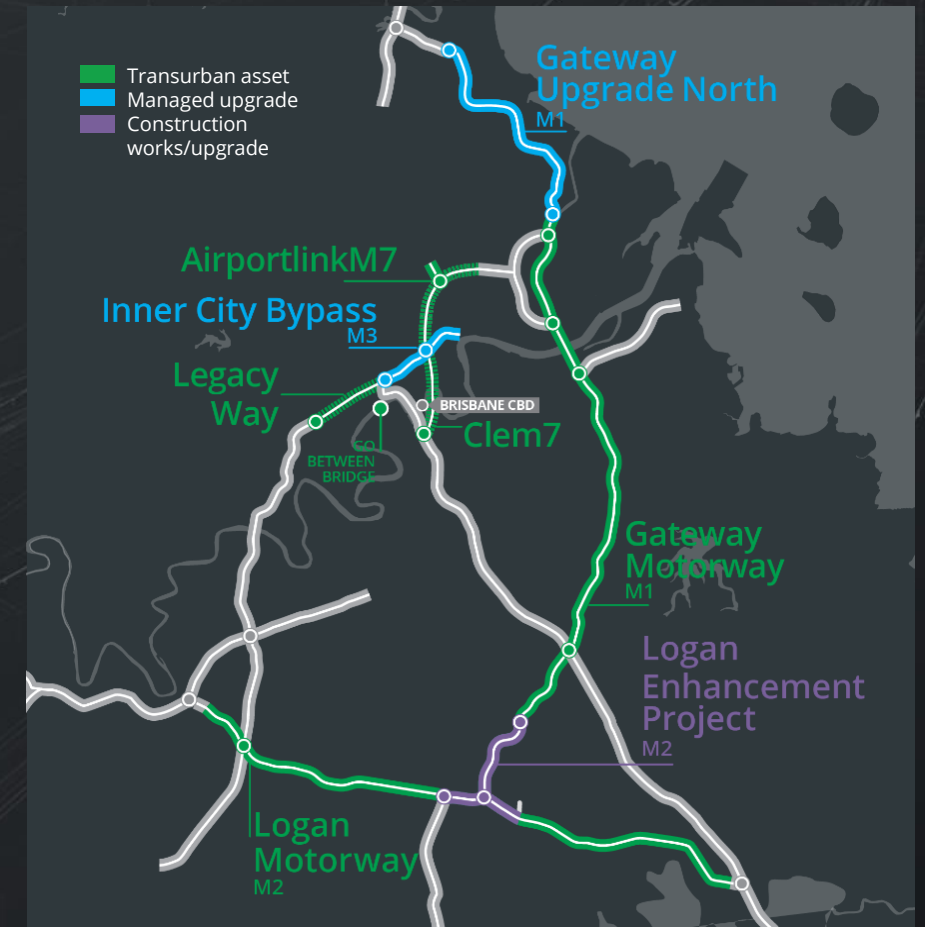 Transurban asset
Managed upgrade
Construction
works/upgrade
Gateway
Upgrade North
M1
AirportlinkM7
Inner City Bypass
M3
Legacy
Way
BRISBANE CBD
Clem7
GO
BETWEEN
BRIDGE
Gateway
Motorway
M1
Logan
Enhancement
Project
M2
Logan
Motorway
M2